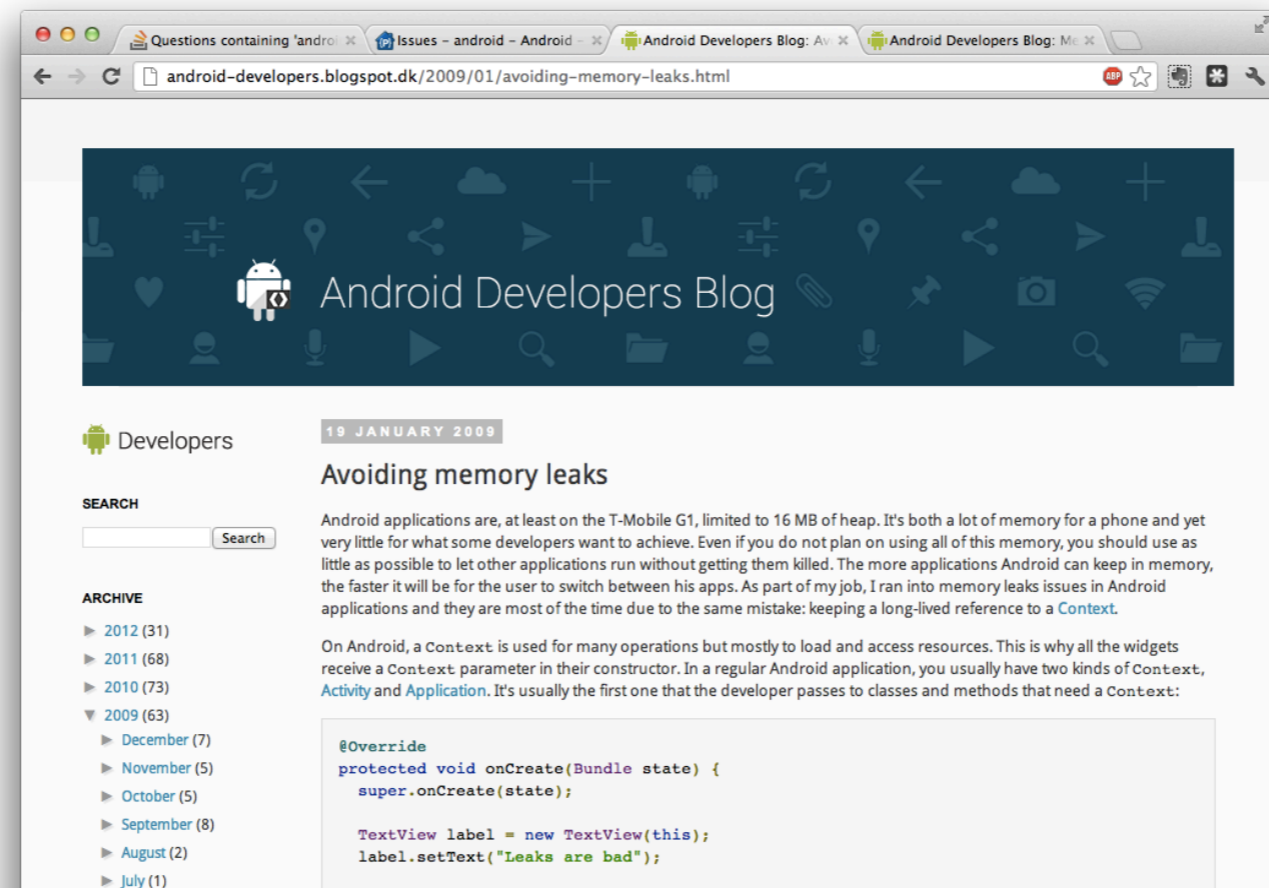 Questions containing 'androi
Issues – android – Android –
Android Developers Blog: Av
Android Developers Blog: Me
android-developers.blogspot.dk/2009/01/avoiding-memory-leaks.html
ABP
Android Developers Blog
Developers
SEARCH
Search
ARCHIVE
► 2012 (31)
► 2011 (68)
► 2010 (73)
▼ 2009 (63)
► December (7)
► November (5)
► October (5)
► September (8)
► August (2)
► July (1)
19 JANUARY 2009
Avoiding memory leaks
Android applications are, at least on the T-Mobile G1, limited to 16 MB of heap. It's both a lot of memory for a phone and yet
very little for what some developers want to achieve. Even if you do not plan on using all of this memory, you should use as
little as possible to let other applications run without getting them killed. The more applications Android can keep in memory,
the faster it will be for the user to switch between his apps. As part of my job, I ran into memory leaks issues in Android
applications and they are most of the time due to the same mistake: keeping a long-lived reference to a Context.
On Android, a Context is used for many operations but mostly to load and access resources. This is why all the widgets
receive a Context parameter in their constructor. In a regular Android application, you usually have two kinds of Context,
Activity and Application. It's usually the first one that the developer passes to classes and methods that need a Context:
@Override
protected void onCreate(Bundle state) {
super.onCreate(state);
TextView label = new TextView(this);
label.setText("Leaks are bad");